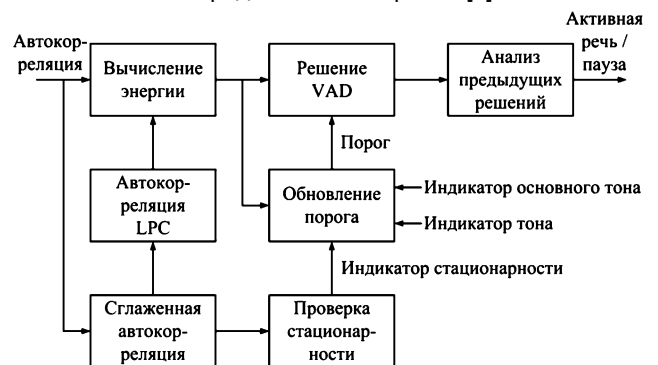 Автокор-
реляция
Вычисление
энергии
Решение
VAD
Анализ
предыдущих
решений
Активная
речь /
пауза
Порог
Автокор-
реляция
LPC
Обновление
порога
Индикатор основного тона
Индикатор тона
Индикатор стационарности
Сглаженная
автокор-
реляция
Проверка
стационар-
ности